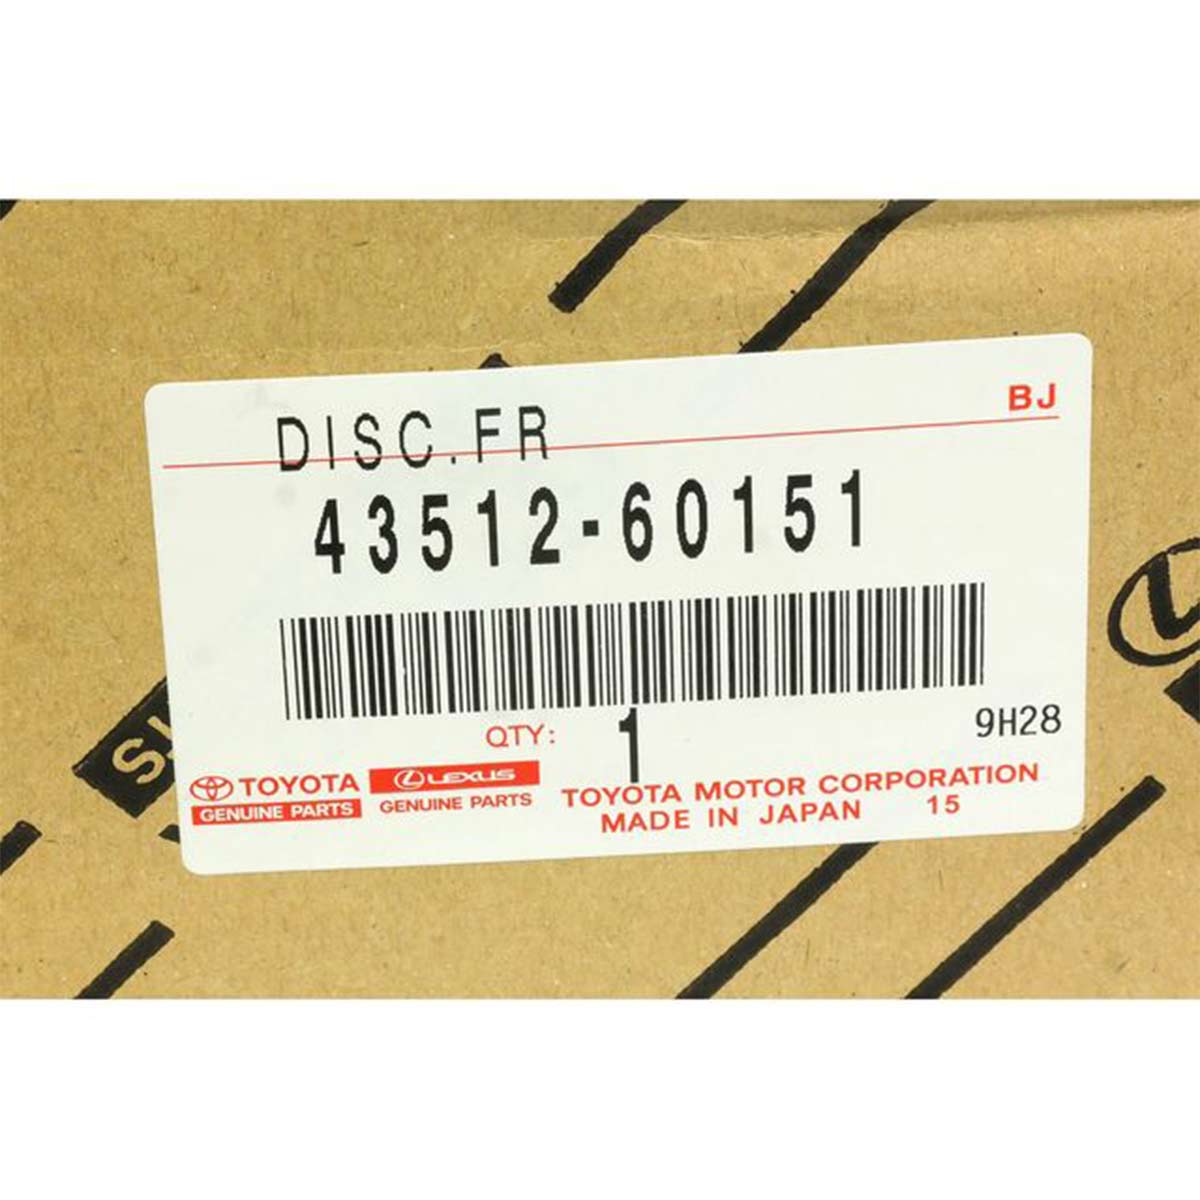 BJ
DISC.FR
43512-60151
QTY: 1
9H28
TOYOTA
GENUINE PARTS
LEXUS
GENUINE PARTS
TOYOTA MOTOR CORPORATION
MADE IN JAPAN 15